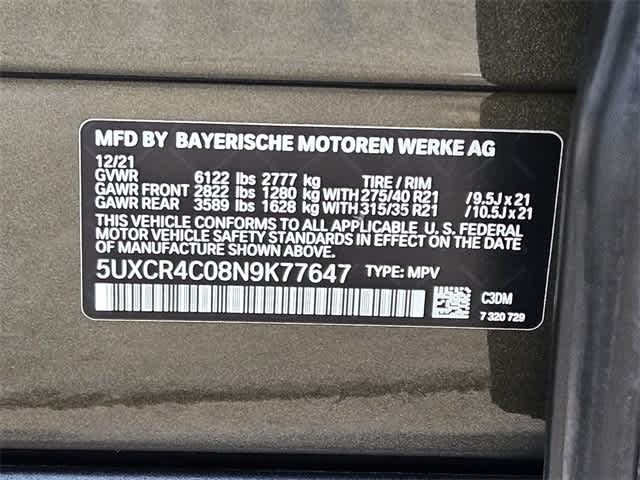 MFD BY BAYERISCHE MOTOREN WERKE AG
12/21
GVWR 6122 lbs 2777 kg TIRE / RIM
GAWR FRONT 2822 lbs 1280 kg WITH 275/40 R21 / 9.5J x 21
GAWR REAR 3589 lbs 1628 kg WITH 315/35 R21 / 10.5J x 21
THIS VEHICLE CONFORMS TO ALL APPLICABLE U.S. FEDERAL
MOTOR VEHICLE SAFETY STANDARDS IN EFFECT ON THE
DATE OF MANUFACTURE SHOWN ABOVE.
5UXCR4C08N9K77647 TYPE: MPV
C3DM
7 320 729